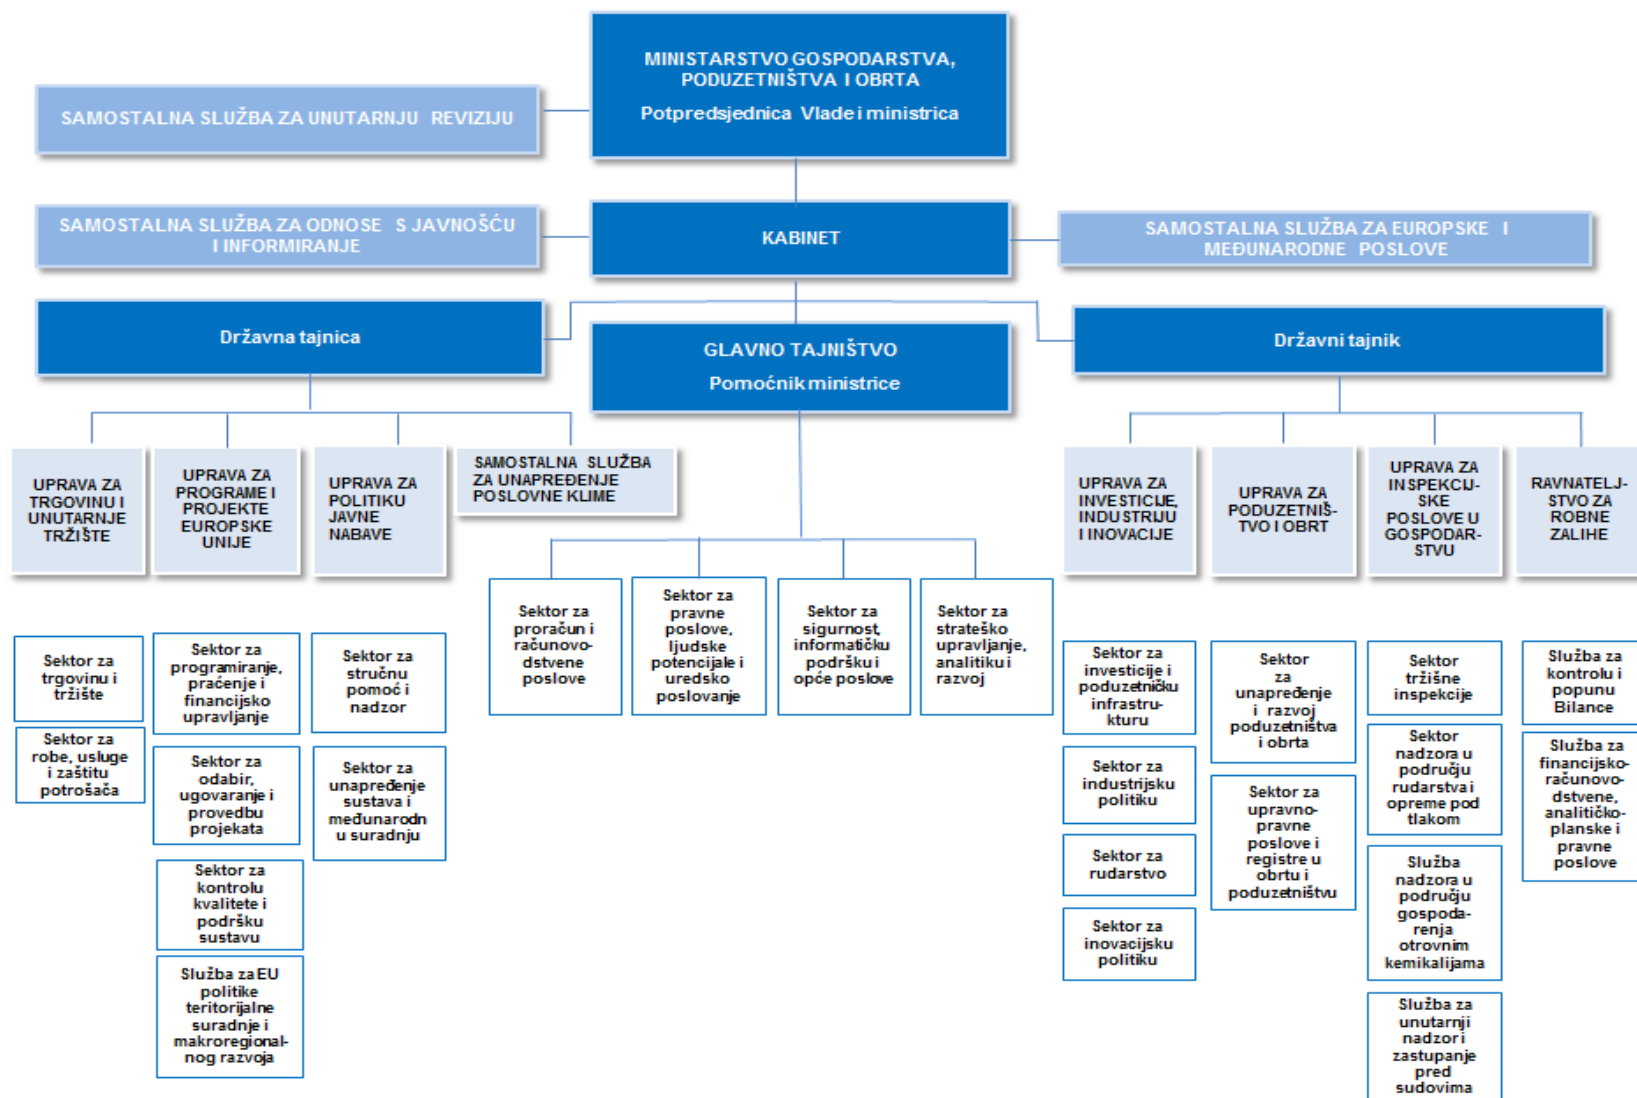 MINISTARSTVO GOSPODARSTVA,
PODUZETNIŠTVA I OBRTA
Potpredsjednica Vlade i ministrica
SAMOSTALNA SLUŽBA ZA UNUTARNJU REVIZIJU
SAMOSTALNA SLUŽBA ZA ODNOSE S JAVNOŠĆU
I INFORMIRANJE
KABINET
SAMOSTALNA SLUŽBA ZA EUROPSKE I
MEĐUNARODNE POSLOVE
Državna tajnica
GLAVNO TAJNIŠTVO
Pomoćnik ministrice
Državni tajnik
UPRAVA ZA
TRGOVINU I
UNUTARNJE
TRŽIŠTE
UPRAVA ZA
PROGRAME I
PROJEKTE
EUROPSKE
UNIJE
UPRAVA ZA
POLITIKU
JAVNE
NABAVE
SAMOSTALNA SLUŽBA
ZA UNAPREĐENJE
POSLOVNE KLIME
UPRAVA ZA
INVESTICIJE,
INDUSTRIJU
I INOVACIJE
UPRAVA ZA
PODUZETNIŠ-
TVO I OBRT
UPRAVA ZA
INSPEKCIJ-
SKE
POSLOVE U
GOSPODAR-
STVU
RAVNATELJ-
STVO ZA
ROBNE
ZALIHE
Sektor za
proračun i
računovo-
dstvene
poslove
Sektor za
pravne
poslove,
ljudske
potencijale i
uredsko
poslovanje
Sektor za
sigurnost,
informatičku
podršku i
opće poslove
Sektor za
strateško
upravljanje,
analitiku i
razvoj
Sektor za
trgovinu i
tržište
Sektor za
robe, usluge
i zaštitu
potrošača
Sektor za
programiranje,
praćenje i
financijsko
upravljanje
Sektor za
odabir,
ugovaranje i
provedbu
projekata
Sektor za
kontrolu
kvalitete i
podršku
sustavu
Služba za EU
politike
teritorijalne
suradnje i
makroregional-
nog razvoja
Sektor za
stručnu
pomoć i
nadzor
Sektor za
unapređenje
sustava i
međunarodn
u suradnju
Sektor za
investicije i
poduzetničku
infrastru-
kturu
Sektor za
industrijsku
politiku
Sektor za
rudarstvo
Sektor za
inovacijsku
politiku
Sektor
za
unapređenje
i razvoj
poduzetništva
i obrta
Sektor za
upravno-
pravne
poslove i
registre u
obrtu i
poduzetništvu
Sektor
tržišne
inspekcije
Sektor
nadzora u
području
rudarstva i
opreme pod
tlakom
Služba
nadzora u
području
gospoda-
renja
otrovnim
kemikalijama
Služba za
unutarnji
nadzor i
zastupanje
pred
sudovima
Služba za
kontrolu i
popunu
Bilance
Služba za
financijsko-
računovo-
dstvene,
analitičko-
planske i
pravne
poslove